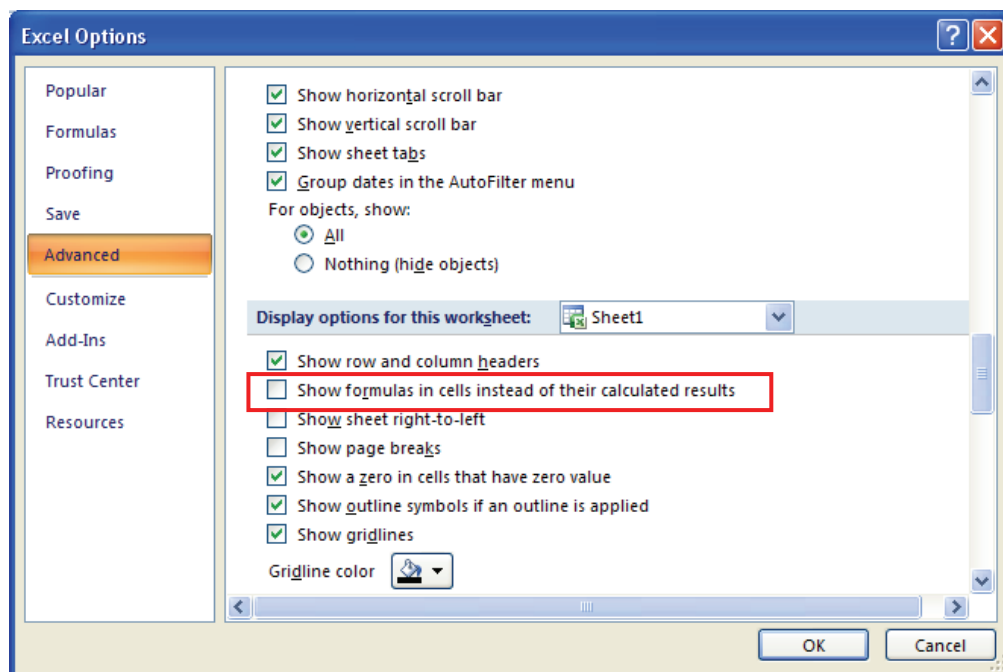 Excel Options
Popular
Formulas
Proofing
Save
Advanced
Customize
Add-Ins
Trust Center
Resources
Show horizontal scroll bar
Show vertical scroll bar
Show sheet tabs
Group dates in the AutoFilter menu
For objects, show:
All
Nothing (hide objects)
Display options for this worksheet: Sheet1
Show row and column headers
Show formulas in cells instead of their calculated results
Show sheet right-to-left
Show page breaks
Show a zero in cells that have zero value
Show outline symbols if an outline is applied
Show gridlines
Gridline color
OK Cancel